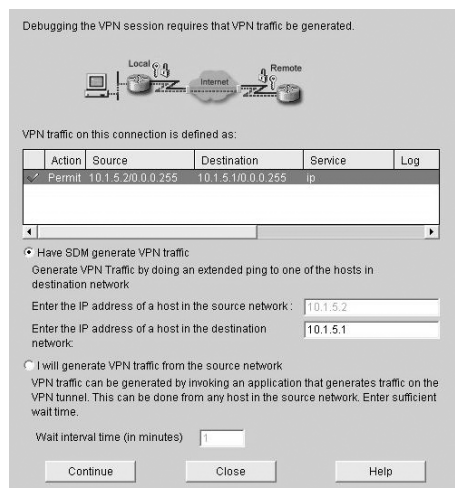 Debugging the VPN session requires that VPN traffic be generated.
Local
Internet
Remote
VPN traffic on this connection is defined as:
Action Source Destination Service Log
Permit 10.1.5.2/0.0.0.255 10.1.5.1/0.0.0.255 ip
Have SDM generate VPN traffic
Generate VPN Traffic by doing an extended ping to one of the hosts in
destination network
Enter the IP address of a host in the source network : 10.1.5.2
Enter the IP address of a host in the destination
network: 10.1.5.1
I will generate VPN traffic from the source network
VPN traffic can be generated by invoking an application that generates traffic on the
VPN tunnel. This can be done from any host in the source network. Enter sufficient
wait time.
Wait interval time (in minutes) 1
Continue Close Help